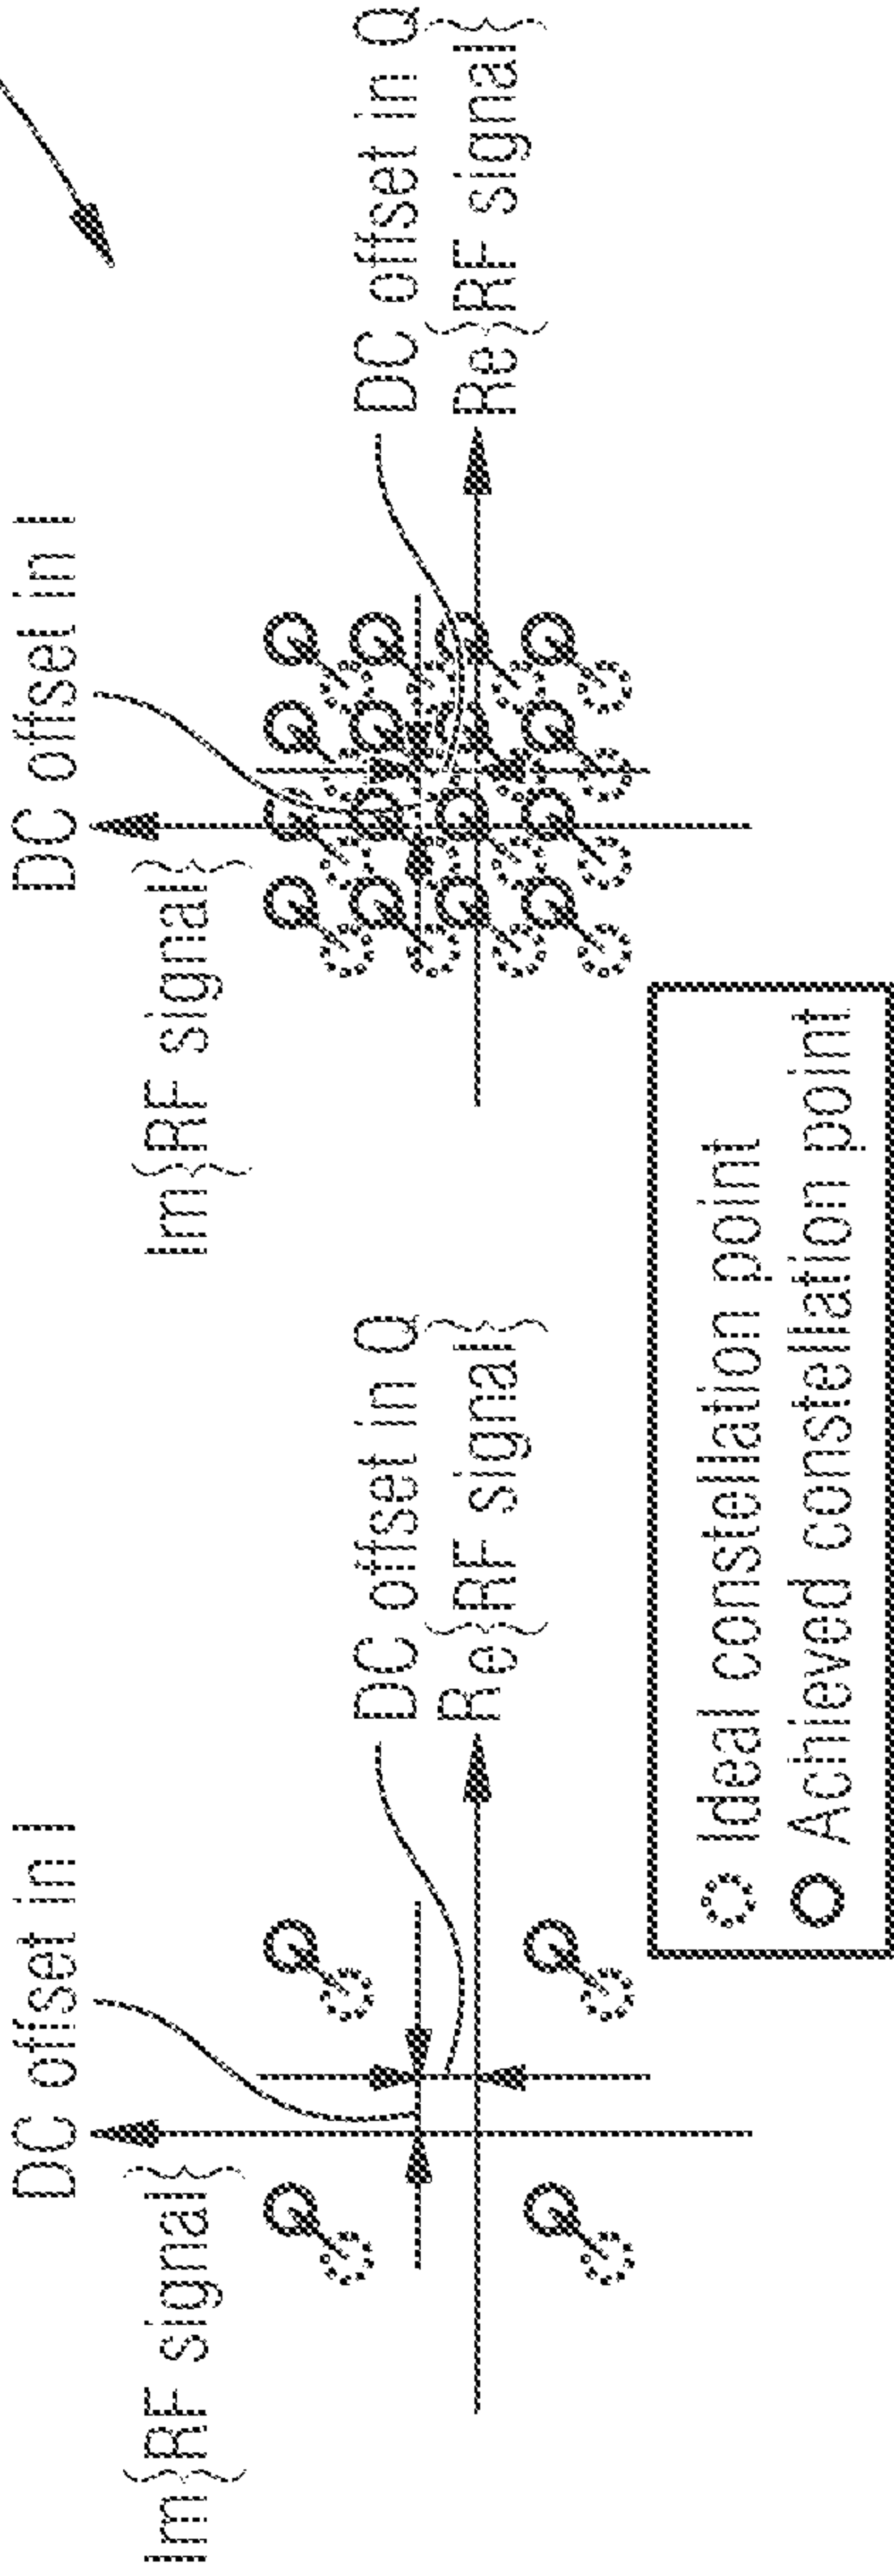 DC offset in I
Im{RF signal}
DC offset in Q
Re{RF signal}
DC offset in I
Im{RF signal}
DC offset in Q
Re{RF signal}
Ideal constellation point
Achieved constellation point